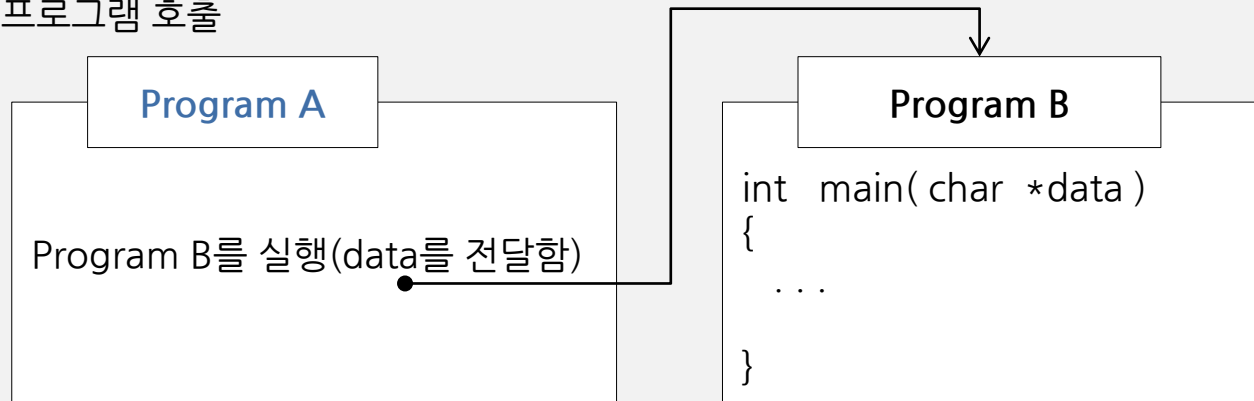 프로그램 호출
Program A
Program B를 실행(data를 전달함)
Program B
int main( char *data )
{
. . .
}